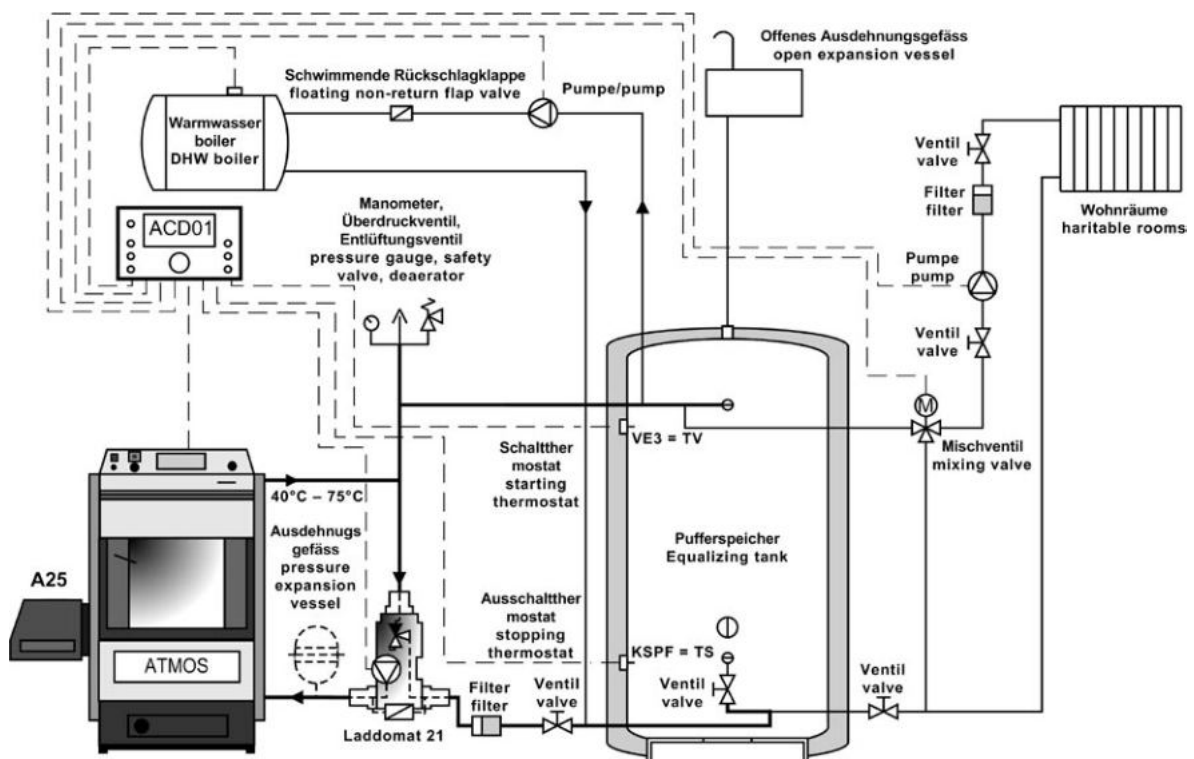 Offenes Ausdehnungsgefäss
open expansion vessel
Schwimmende Rückschlagklappe
floating non-return flap valve
Pumpe/pump
Warmwasser
boiler
DHW boiler
Ventil
valve
Filter
filter
Wohnräume
haritable rooms
Manometer,
Überdruckventil,
Entlüftungsventil
pressure gauge, safety
valve, deaerator
ACD01
Pumpe
pump
Ventil
valve
M
VE3 = TV
Mischventil
mixing valve
Schaltther
mostat
starting
thermostat
40°C – 75°C
Ausdehnugs
gefäss
pressure
expansion
vessel
Pufferspeicher
Equalizing tank
A25
Ausschaltther
mostat
stopping
thermostat
KSPF = TS
ATMOS
Ventil
valve
Ventil
valve
Filter
filter
Ventil
valve
Laddomat 21